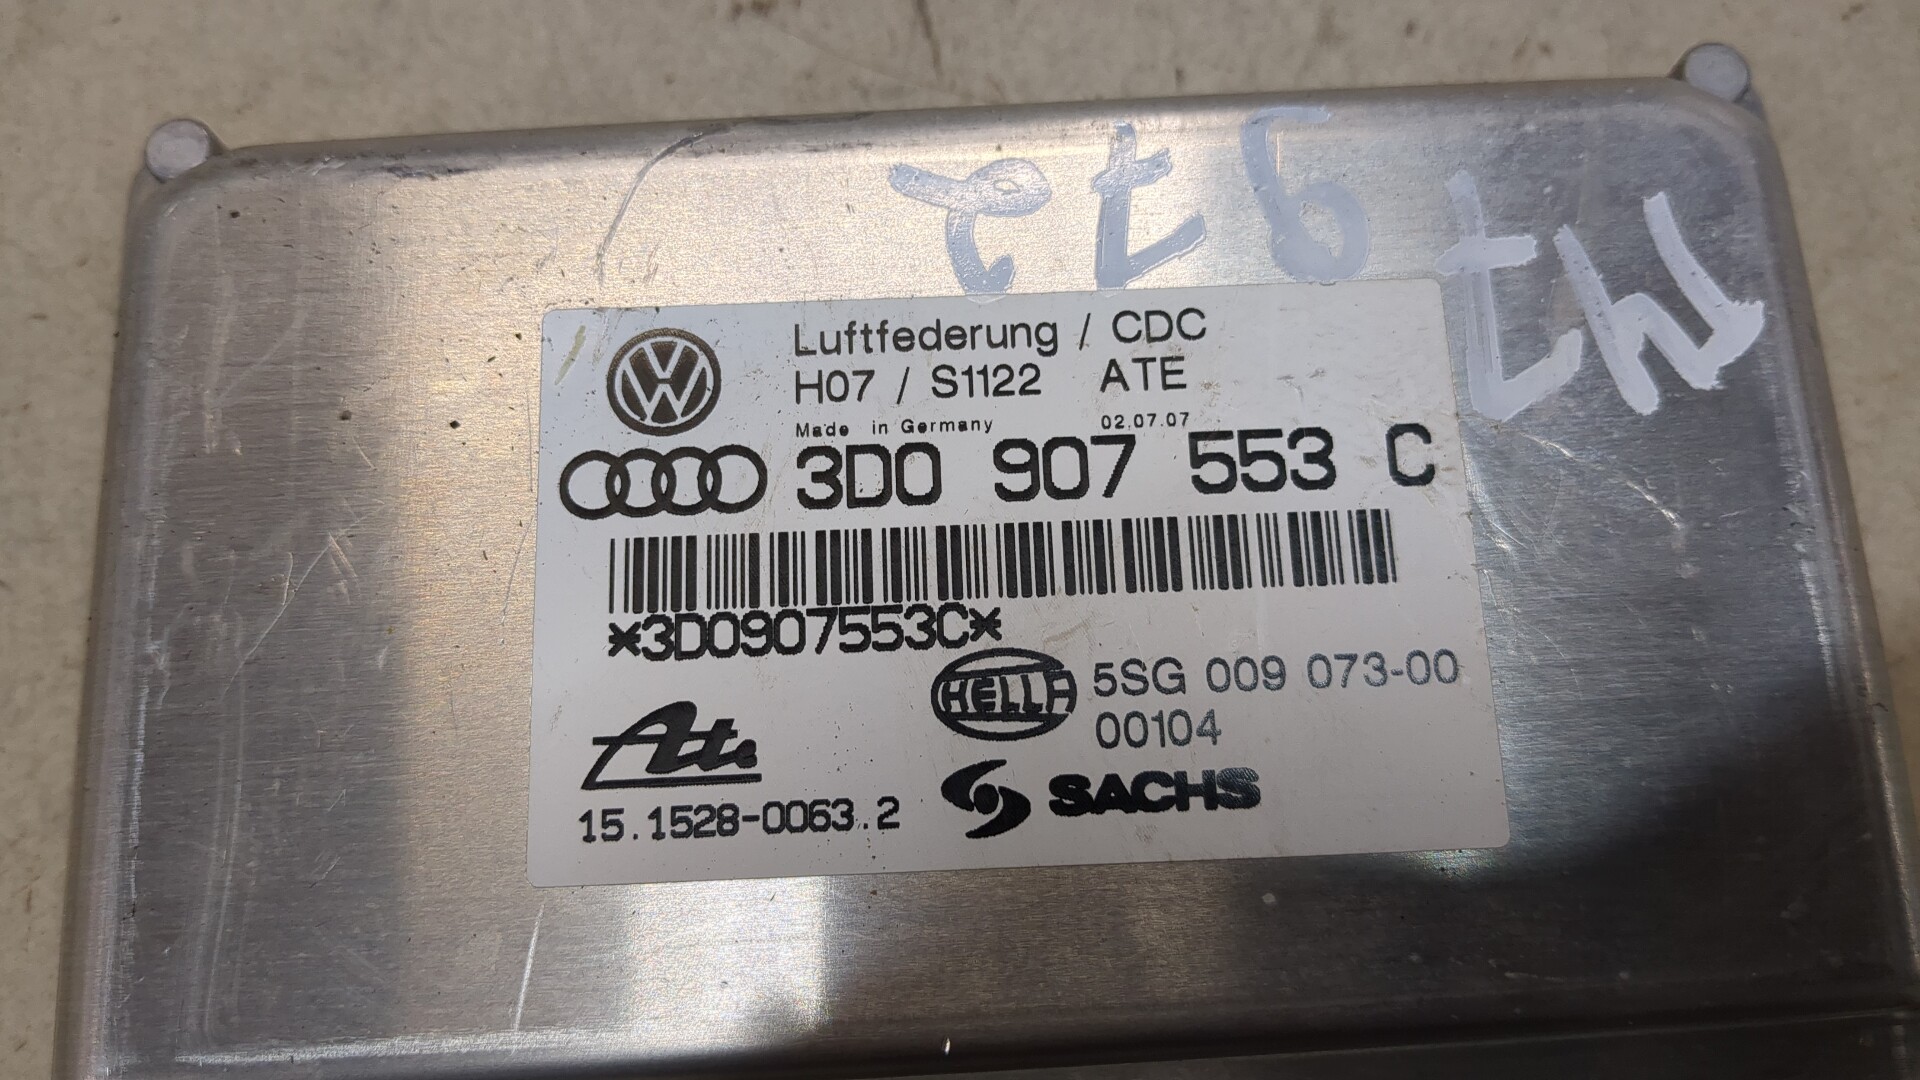 Luftfederung / CDC
H07 / S1122 ATE
Made in Germany 02.07.07
3D0 907 553 C
*3D0907553C*
HELLA 5SG 009 073-00
00104
Ate
SACHS
15.1528-0063.2